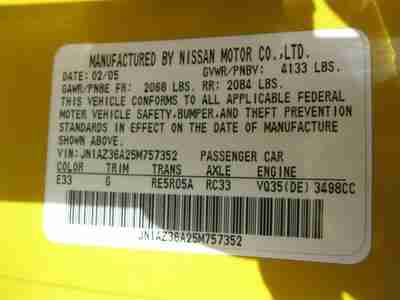 MANUFACTURED BY NISSAN MOTOR CO.,LTD.
DATE: 02/05 GVWR/PNBV: 4133 LBS.
GAWR/PNBE FR: 2068 LBS. RR: 2084 LBS.
THIS VEHICLE CONFORMS TO ALL APPLICABLE FEDERAL
MOTOR VEHICLE SAFETY,BUMPER,AND THEFT PREVENTION
STANDARDS IN EFFECT ON THE DATE OF MANUFACTURE
SHOWN ABOVE.
VIN: JN1AZ36A25M757352 PASSENGER CAR
COLOR TRIM TRANS AXLE ENGINE
E33 G RE5R05A RC33 VQ35(DE) 3498CC
JN1AZ36A25M757352